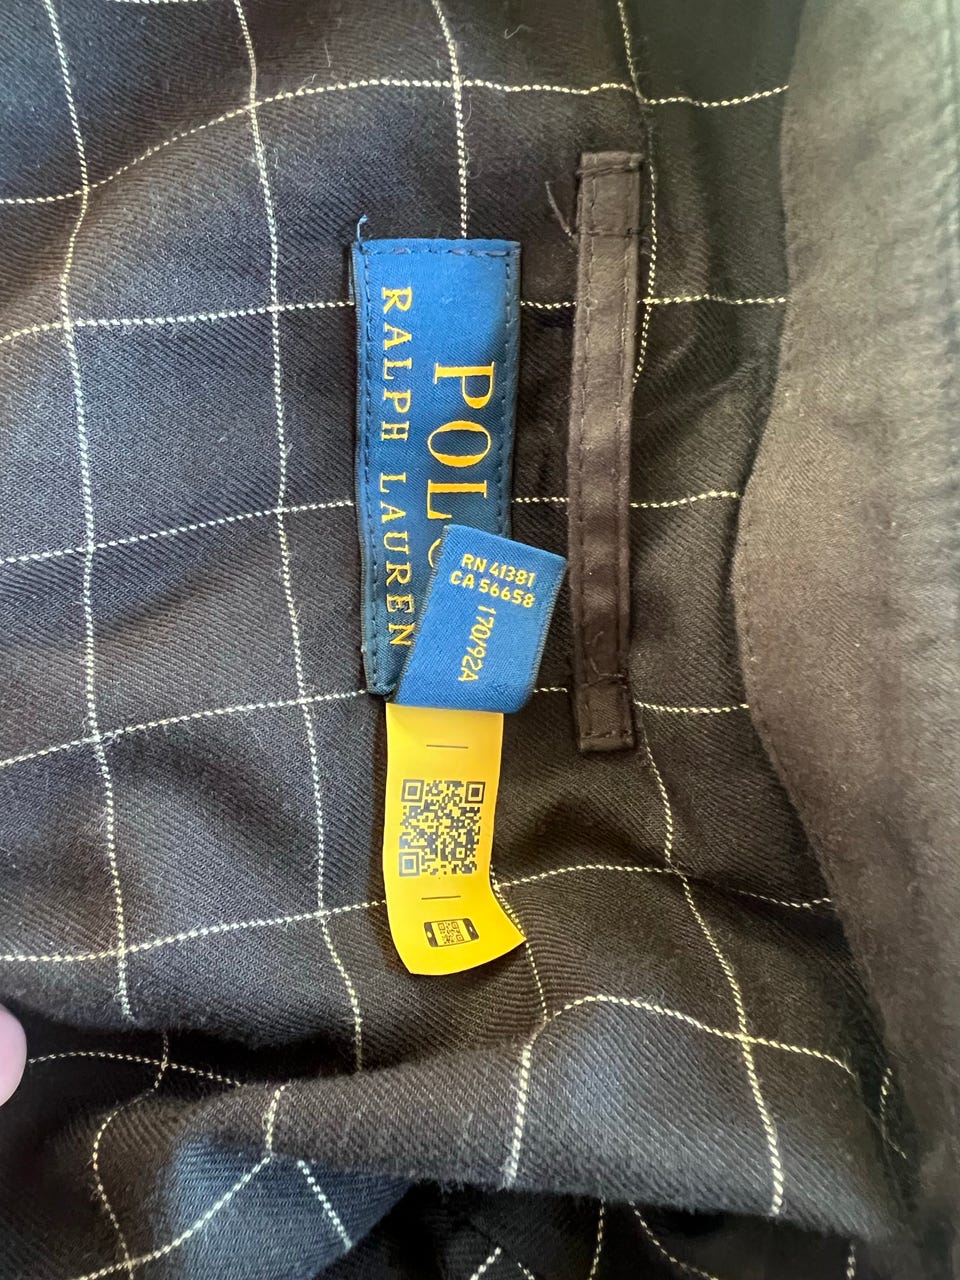 POLO
RALPH LAUREN
RN 41381
CA 56658
170/92A